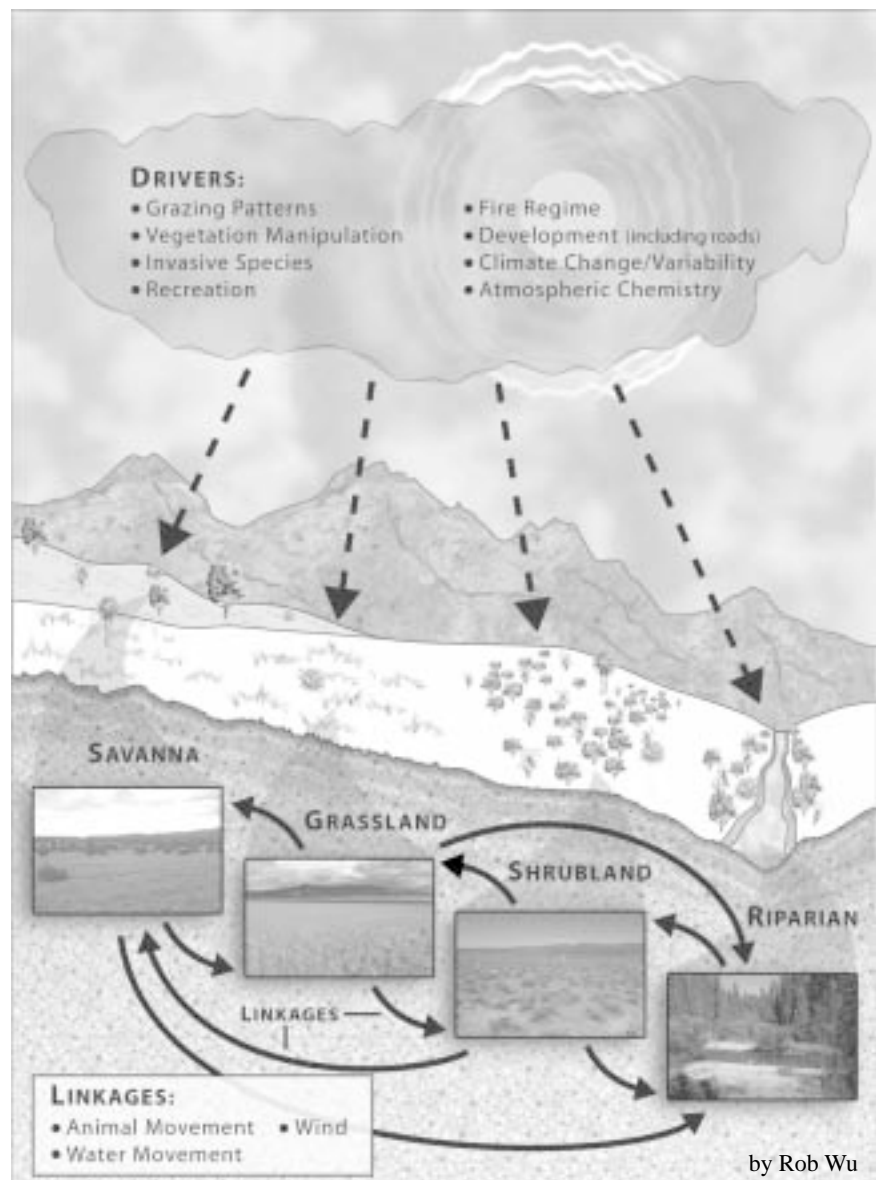 DRIVERS:
• Grazing Patterns
• Vegetation Manipulation
• Invasive Species
• Recreation
• Fire Regime
• Development (including roads)
• Climate Change/Variability
• Atmospheric Chemistry
SAVANNA
GRASSLAND
SHRUBLAND
RIPARIAN
LINKAGES
LINKAGES:
• Animal Movement • Wind
• Water Movement
by Rob Wu